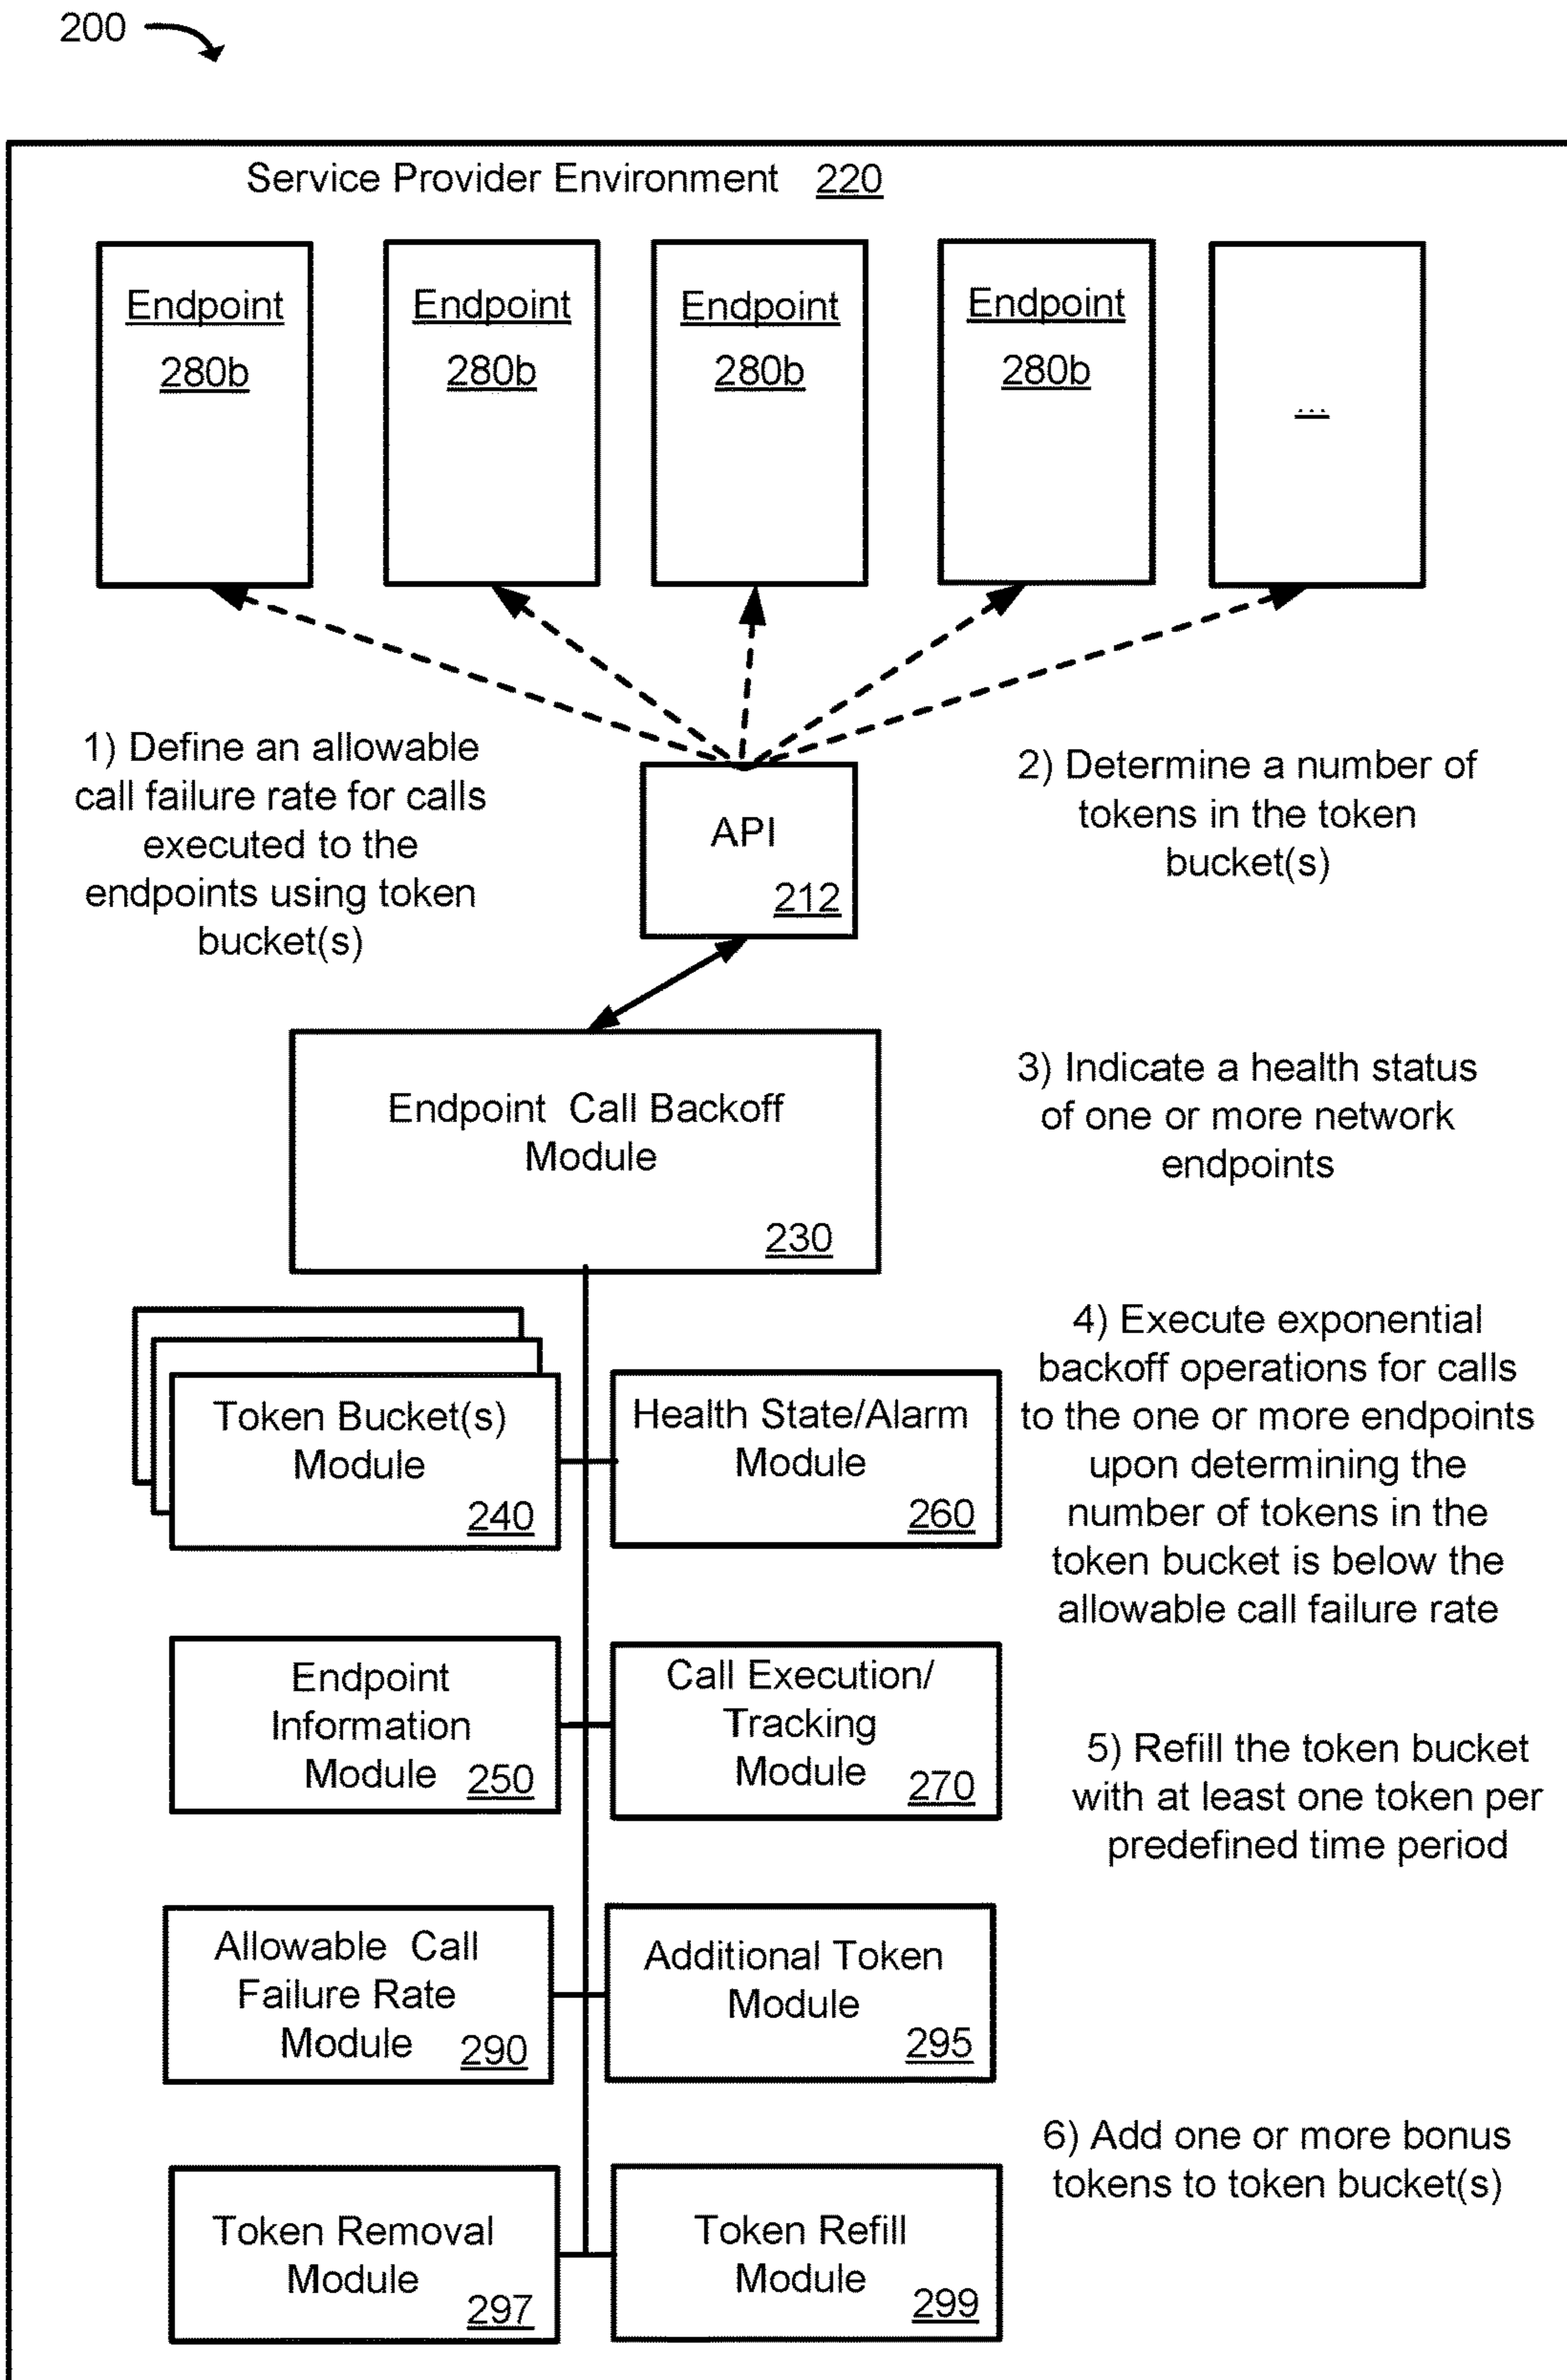 200
Service Provider Environment 220
Endpoint
280b
Endpoint
280b
Endpoint
280b
Endpoint
280b
...
1) Define an allowable
call failure rate for calls
executed to the
endpoints using token
bucket(s)
API
212
2) Determine a number of
tokens in the token
bucket(s)
Endpoint Call Backoff
Module
230
3) Indicate a health status
of one or more network
endpoints
Token Bucket(s)
Module
240
Health State/Alarm
Module
260
4) Execute exponential
backoff operations for calls
to the one or more endpoints
upon determining the
number of tokens in the
token bucket is below the
allowable call failure rate
Endpoint
Information
Module 250
Call Execution/
Tracking
Module 270
5) Refill the token bucket
with at least one token per
predefined time period
Allowable Call
Failure Rate
Module 290
Additional Token
Module
295
6) Add one or more bonus
tokens to token bucket(s)
Token Removal
Module
297
Token Refill
Module
299